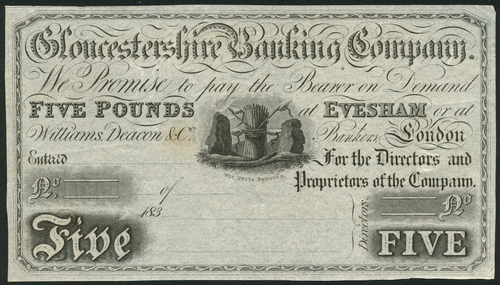 Gloucestershire Banking Company.
We Promise to pay the Bearer on Demand
FIVE POUNDS at EVESHAM or at
Williams, Deacon & Co. Bankers, London
Entd.
For the Directors and
Proprietors of the Company.
No. No
of
183
Directors
Five FIVE